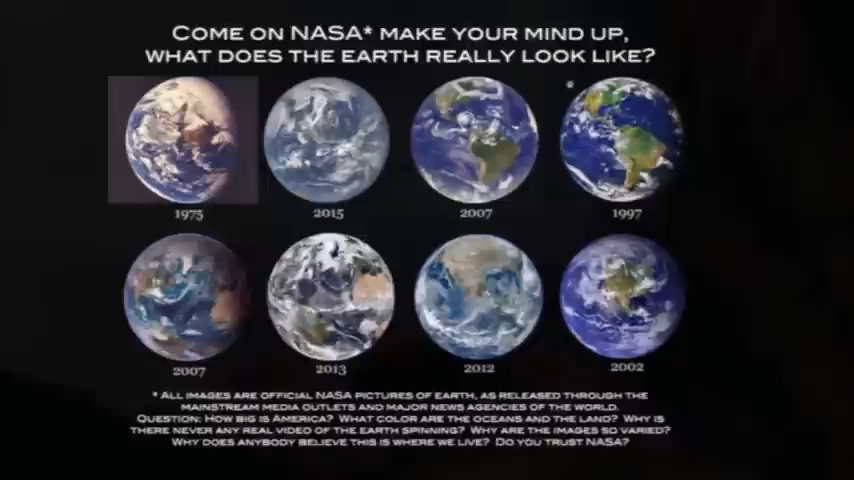 COME ON NASA* MAKE YOUR MIND UP,
WHAT DOES THE EARTH REALLY LOOK LIKE?
1975 2015 2007 1997
2007 2013 2012 2002
* ALL IMAGES ARE OFFICIAL NASA PICTURES OF EARTH, AS RELEASED THROUGH THE
MAINSTREAM MEDIA OUTLETS AND MAJOR NEWS AGENCIES OF THE WORLD.
QUESTION: HOW BIG IS AMERICA? WHAT COLOR ARE THE OCEANS AND THE LAND? WHY IS
THERE NEVER ANY REAL VIDEO OF THE EARTH SPINNING? WHY ARE THE IMAGES SO VARIED?
WHY DOES ANYBODY BELIEVE THIS IS WHERE WE LIVE? DO YOU TRUST NASA?